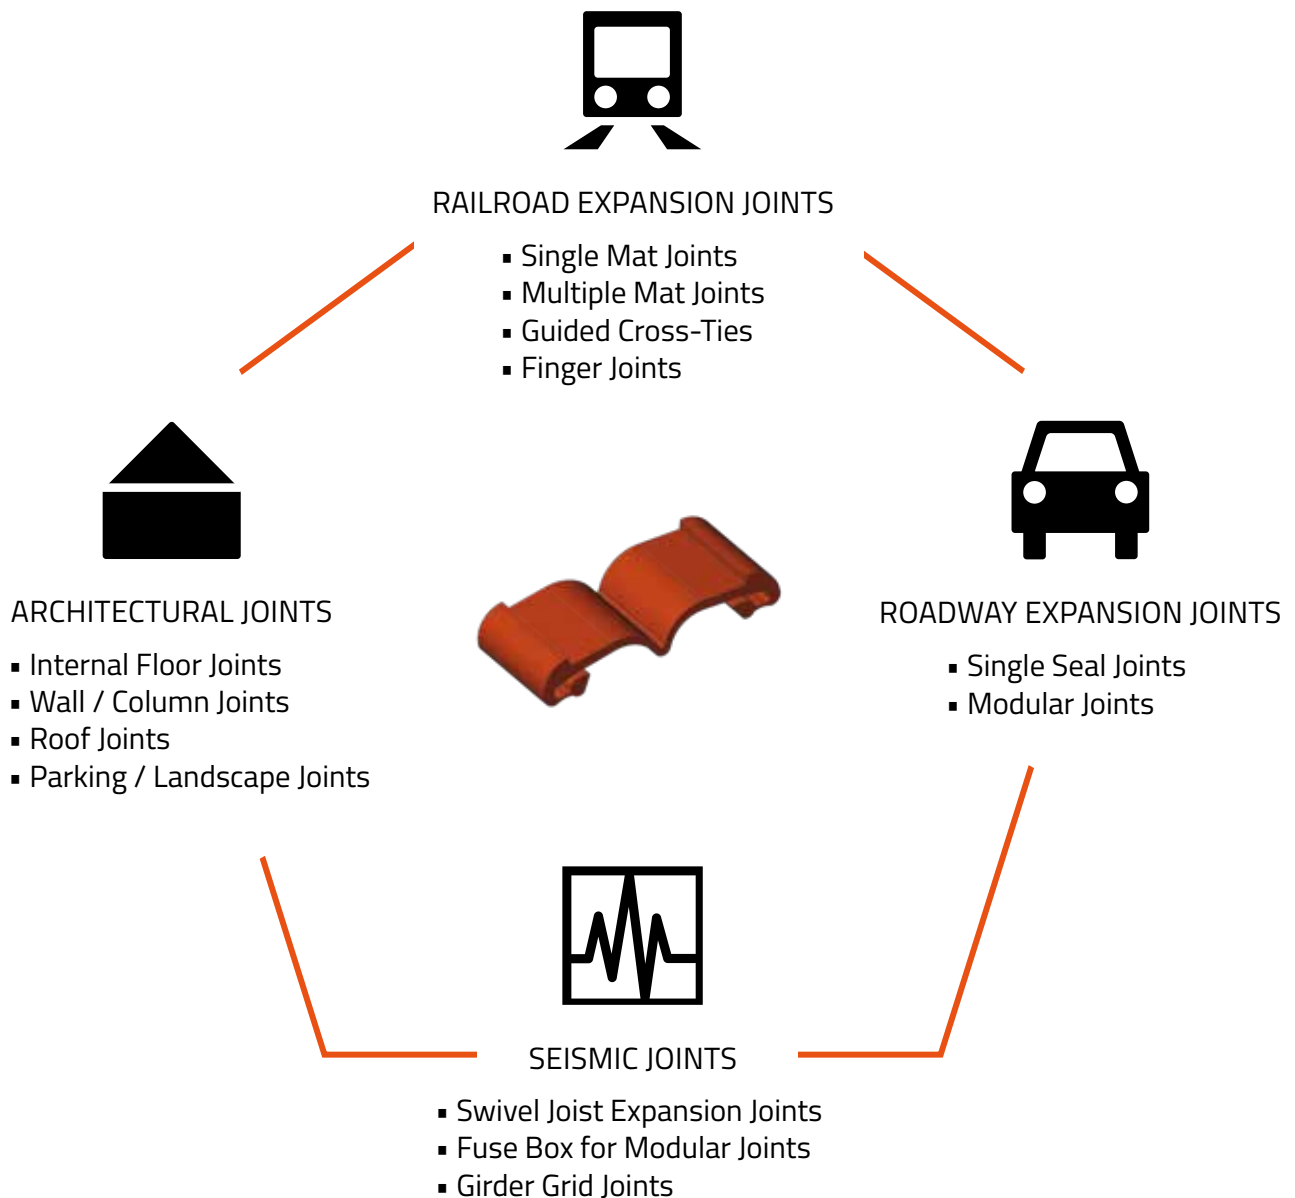 RAILROAD EXPANSION JOINTS
▪ Single Mat Joints
▪ Multiple Mat Joints
▪ Guided Cross-Ties
▪ Finger Joints
ARCHITECTURAL JOINTS
▪ Internal Floor Joints
▪ Wall / Column Joints
▪ Roof Joints
▪ Parking / Landscape Joints
ROADWAY EXPANSION JOINTS
▪ Single Seal Joints
▪ Modular Joints
SEISMIC JOINTS
▪ Swivel Joist Expansion Joints
▪ Fuse Box for Modular Joints
▪ Girder Grid Joints